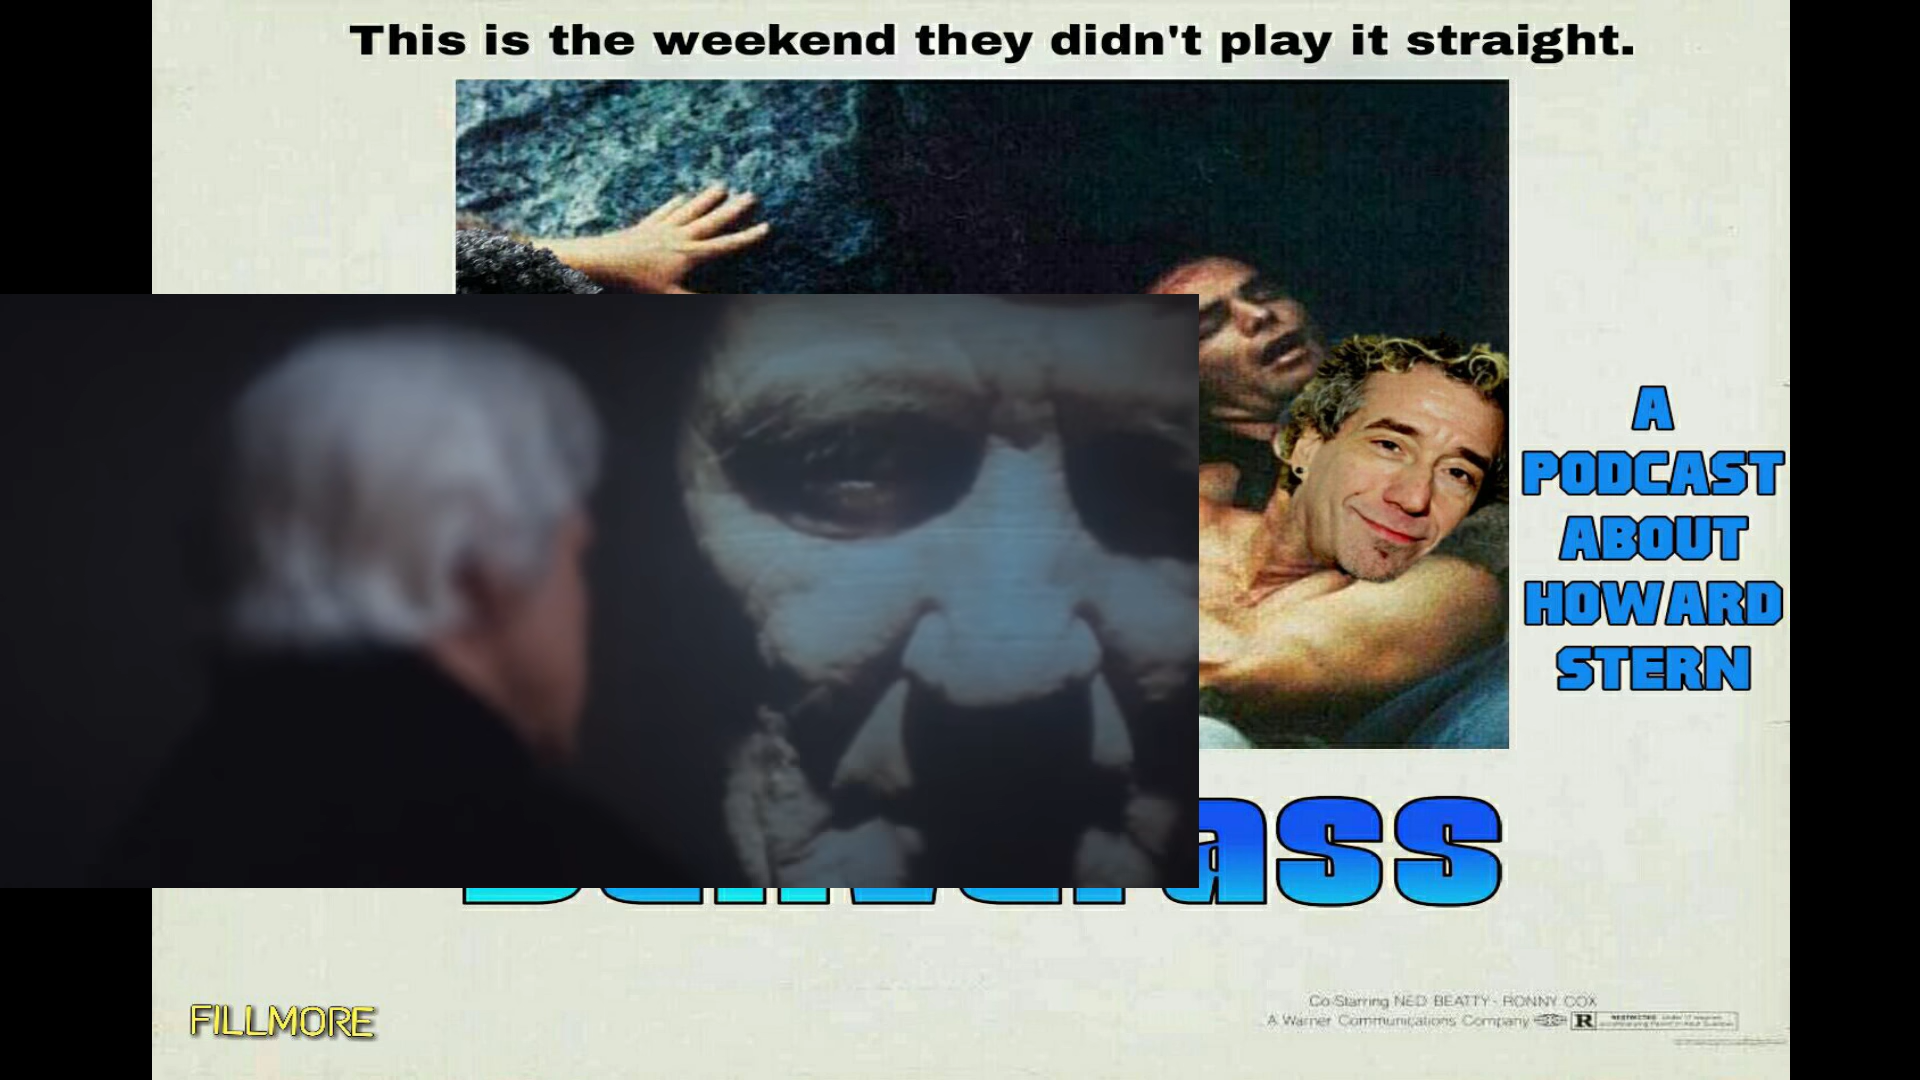 This is the weekend they didn't play it straight.
A
PODCAST
ABOUT
HOWARD
STERN
ass
FILLMORE
Co-Starring NED BEATTY · RONNY COX
A Warner Communications Company
R
RESTRICTED